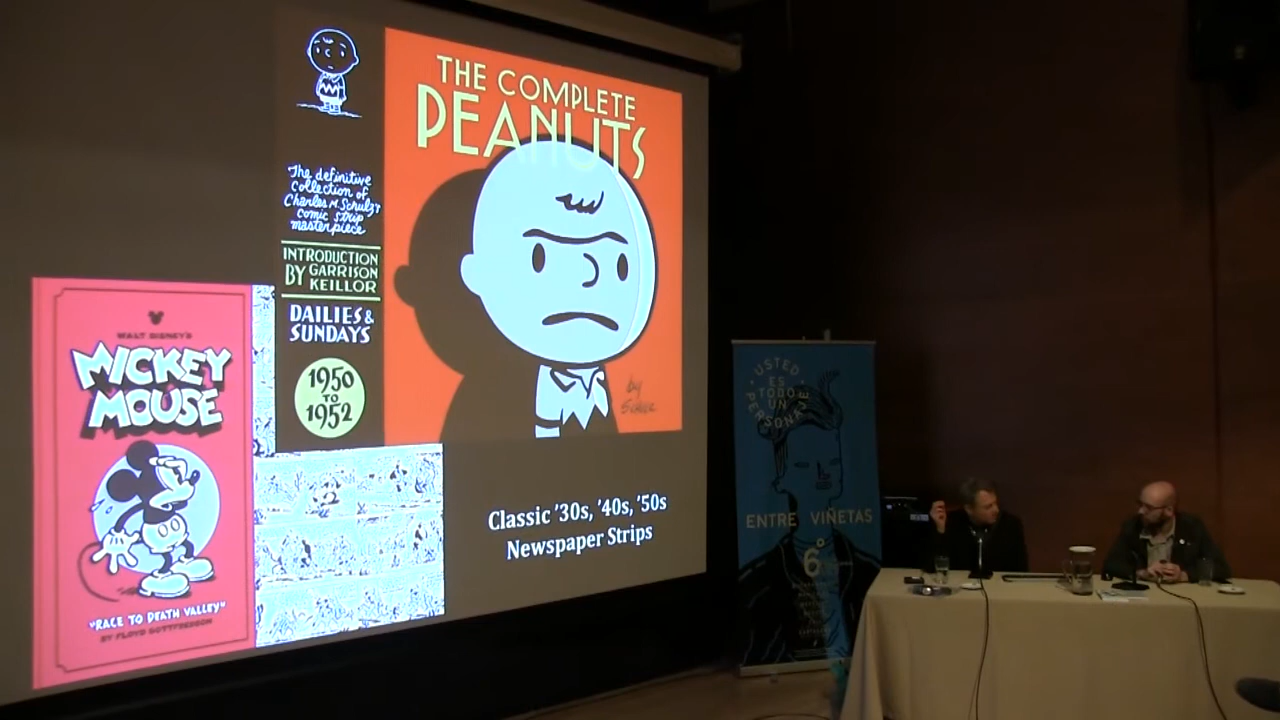 THE COMPLETE
PEANUTS
The definitive
collection of
Charles M. Schulz's
comic strip
masterpiece
INTRODUCTION
BY GARRISON
KEILLOR
DAILIES &
SUNDAYS
1950
TO
1952
by
WALT DISNEY'S
MICKEY
MOUSE
"RACE TO DEATH VALLEY"
BY FLOYD GOTTFREDSON
Classic '30s, '40s, '50s
Newspaper Strips
USTED
ES
TODO
UN
PERSONAJE
ENTRE VIÑETAS
6°